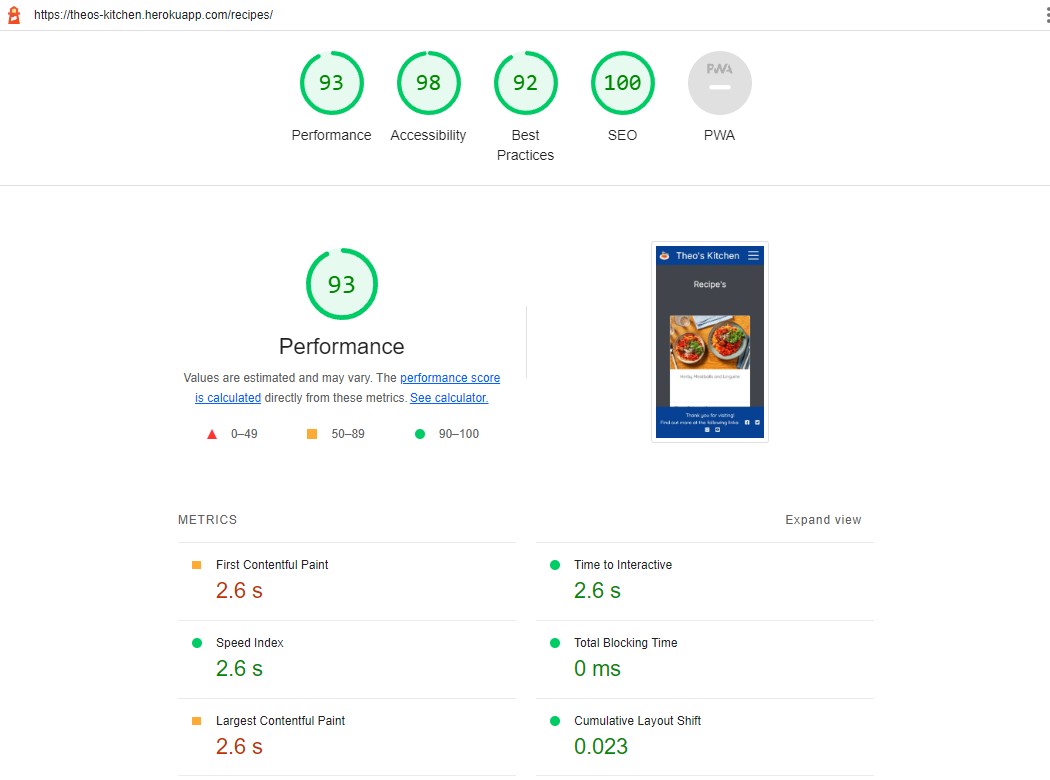 https://theos-kitchen.herokuapp.com/recipes/
93
98
92
100
PWA
Performance
Accessibility
Best
Practices
SEO
PWA
93
Performance
Values are estimated and may vary. The performance score
is calculated directly from these metrics. See calculator.
0–49
50–89
90–100
Theo's Kitchen
Recipe's
Thank you for visiting!
Find out more at the following links:
METRICS
Expand view
First Contentful Paint
2.6 s
Time to Interactive
2.6 s
Speed Index
2.6 s
Total Blocking Time
0 ms
Largest Contentful Paint
2.6 s
Cumulative Layout Shift
0.023